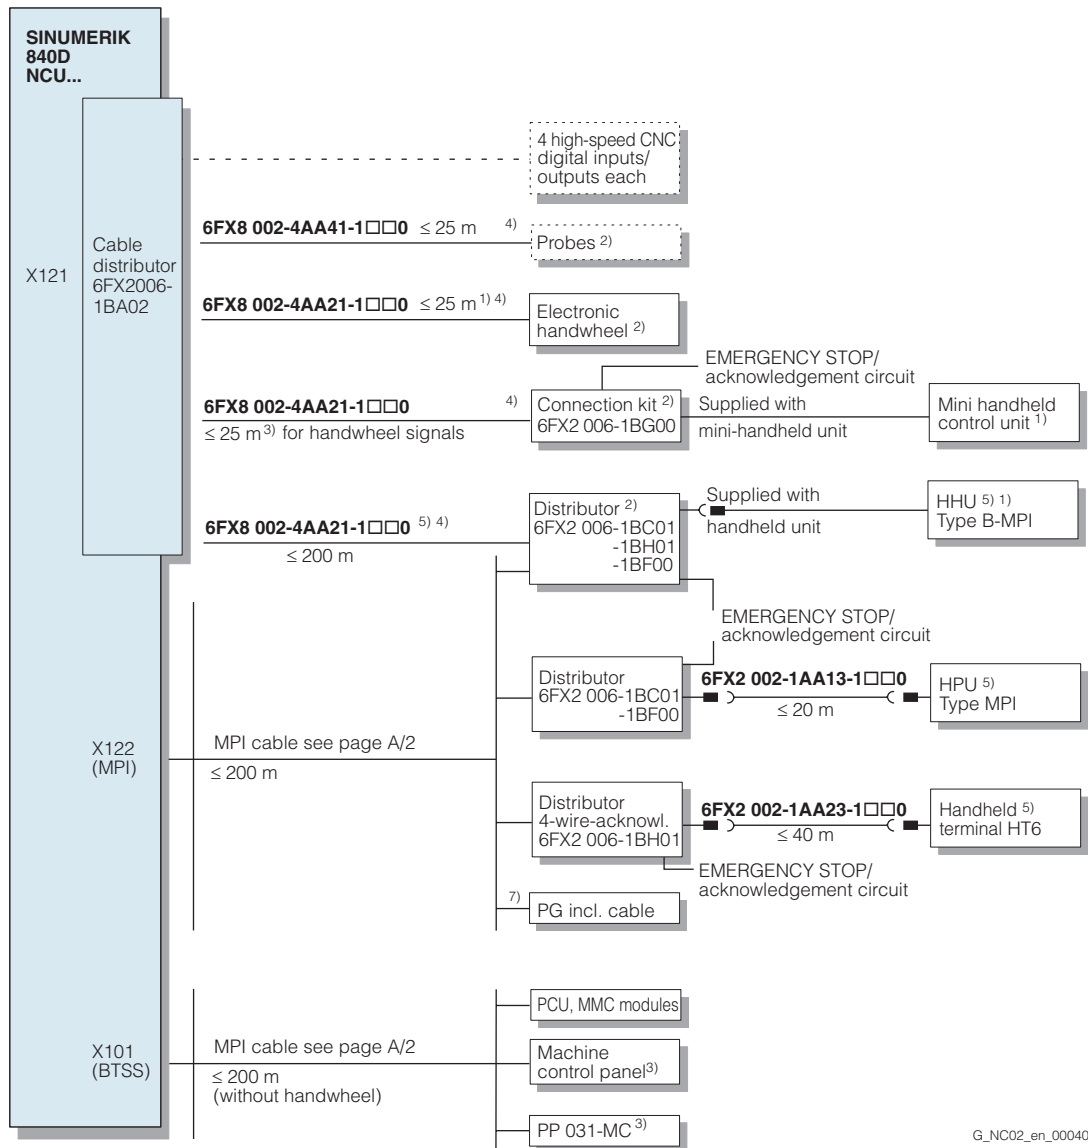 SINUMERIK
840D
NCU...
4 high-speed CNC
digital inputs/
outputs each
6FX8 002-4AA41-1□□0 ≤ 25 m 4)
Probes 2)
X121
Cable
distributor
6FX2006-
1BA02
6FX8 002-4AA21-1□□0 ≤ 25 m 1) 4)
Electronic
handwheel 2)
EMERGENCY STOP/
acknowledgement circuit
6FX8 002-4AA21-1□□0 4)
≤ 25 m 3) for handwheel signals
Connection kit 2)
6FX2 006-1BG00
Supplied with
mini-handheld unit
Mini handheld
control unit 1)
6FX8 002-4AA21-1□□0 5) 4)
≤ 200 m
Distributor 2)
6FX2 006-1BC01
-1BH01
-1BF00
Supplied with
handheld unit
HHU 5) 1)
Type B-MPI
EMERGENCY STOP/
acknowledgement circuit
Distributor
6FX2 006-1BC01
-1BF00
6FX2 002-1AA13-1□□0
≤ 20 m
HPU 5)
Type MPI
X122
(MPI)
MPI cable see page A/2
≤ 200 m
Distributor
4-wire-acknowl.
6FX2 006-1BH01
6FX2 002-1AA23-1□□0
≤ 40 m
Handheld 5)
terminal HT6
EMERGENCY STOP/
acknowledgement circuit
7) PG incl. cable
PCU, MMC modules
X101
(BTSS)
MPI cable see page A/2
≤ 200 m
(without handwheel)
Machine
control panel 3)
PP 031-MC 3)
G_NC02_en_00040